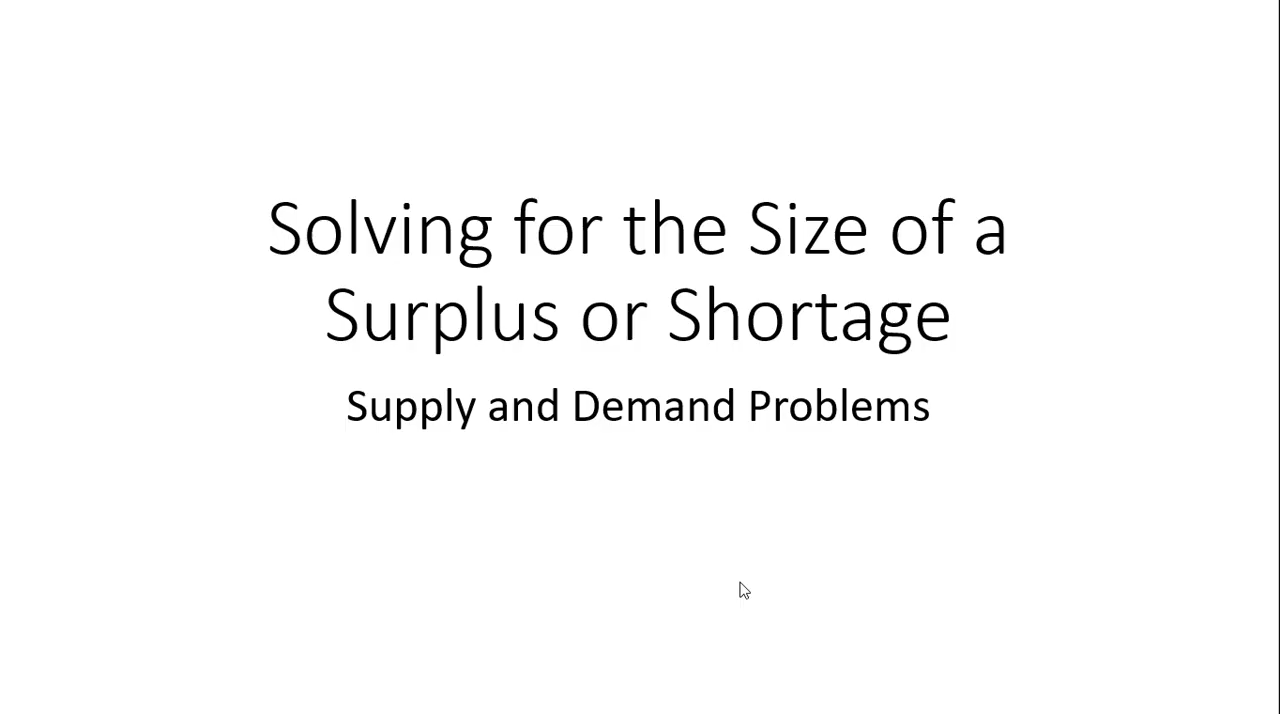 Solving for the Size of a
Surplus or Shortage
Supply and Demand Problems